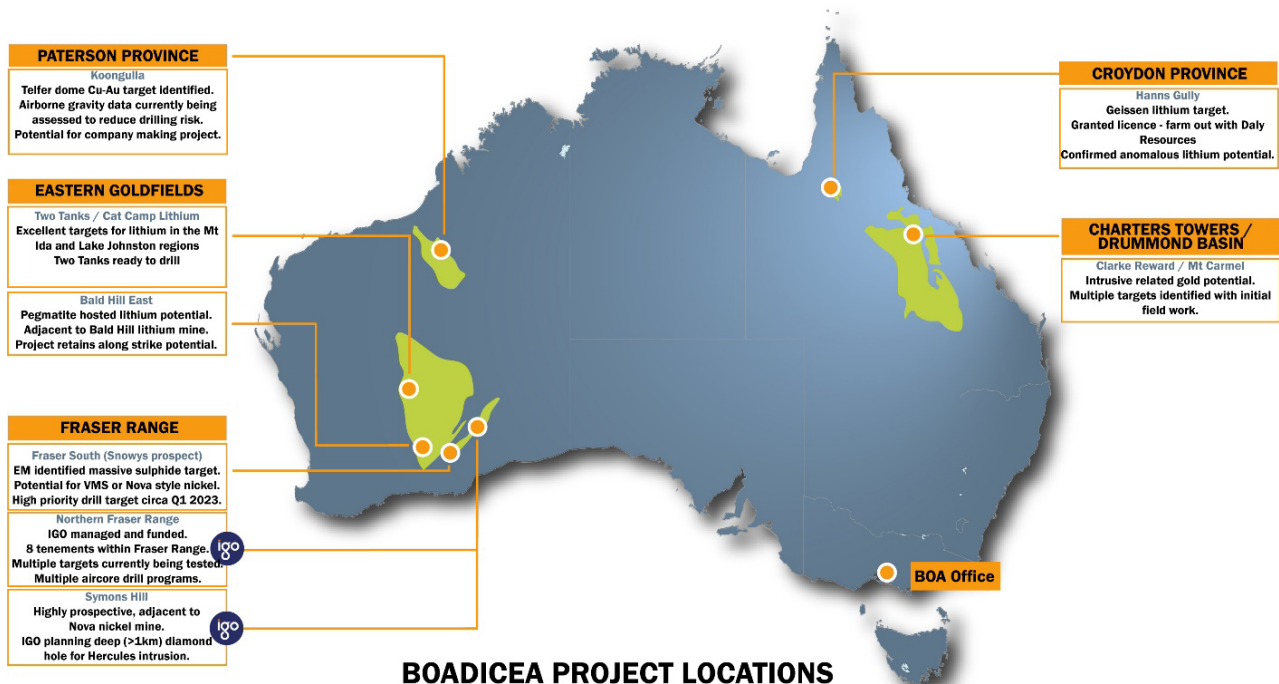 PATERSON PROVINCE
Koongulla
Telfer dome Cu-Au target identified.
Airborne gravity data currently being
assessed to reduce drilling risk.
Potential for company making project.
EASTERN GOLDFIELDS
Two Tanks / Cat Camp Lithium
Excellent targets for lithium in the Mt
Ida and Lake Johnston regions
Two Tanks ready to drill
Bald Hill East
Pegmatite hosted lithium potential.
Adjacent to Bald Hill lithium mine.
Project retains along strike potential.
FRASER RANGE
Fraser South (Snowys prospect)
EM identified massive sulphide target.
Potential for VMS or Nova style nickel.
High priority drill target circa Q1 2023.
Northern Fraser Range
IGO managed and funded.
8 tenements within Fraser Range.
Multiple targets currently being tested.
Multiple aircore drill programs.
igo
Symons Hill
Highly prospective, adjacent to
Nova nickel mine.
IGO planning deep (>1km) diamond
hole for Hercules intrusion.
igo
CROYDON PROVINCE
Hanns Gully
Geissen lithium target.
Granted licence - farm out with Daly
Resources
Confirmed anomalous lithium potential.
CHARTERS TOWERS /
DRUMMOND BASIN
Clarke Reward / Mt Carmel
Intrusive related gold potential.
Multiple targets identified with initial
field work.
BOA Office
BOADICEA PROJECT LOCATIONS